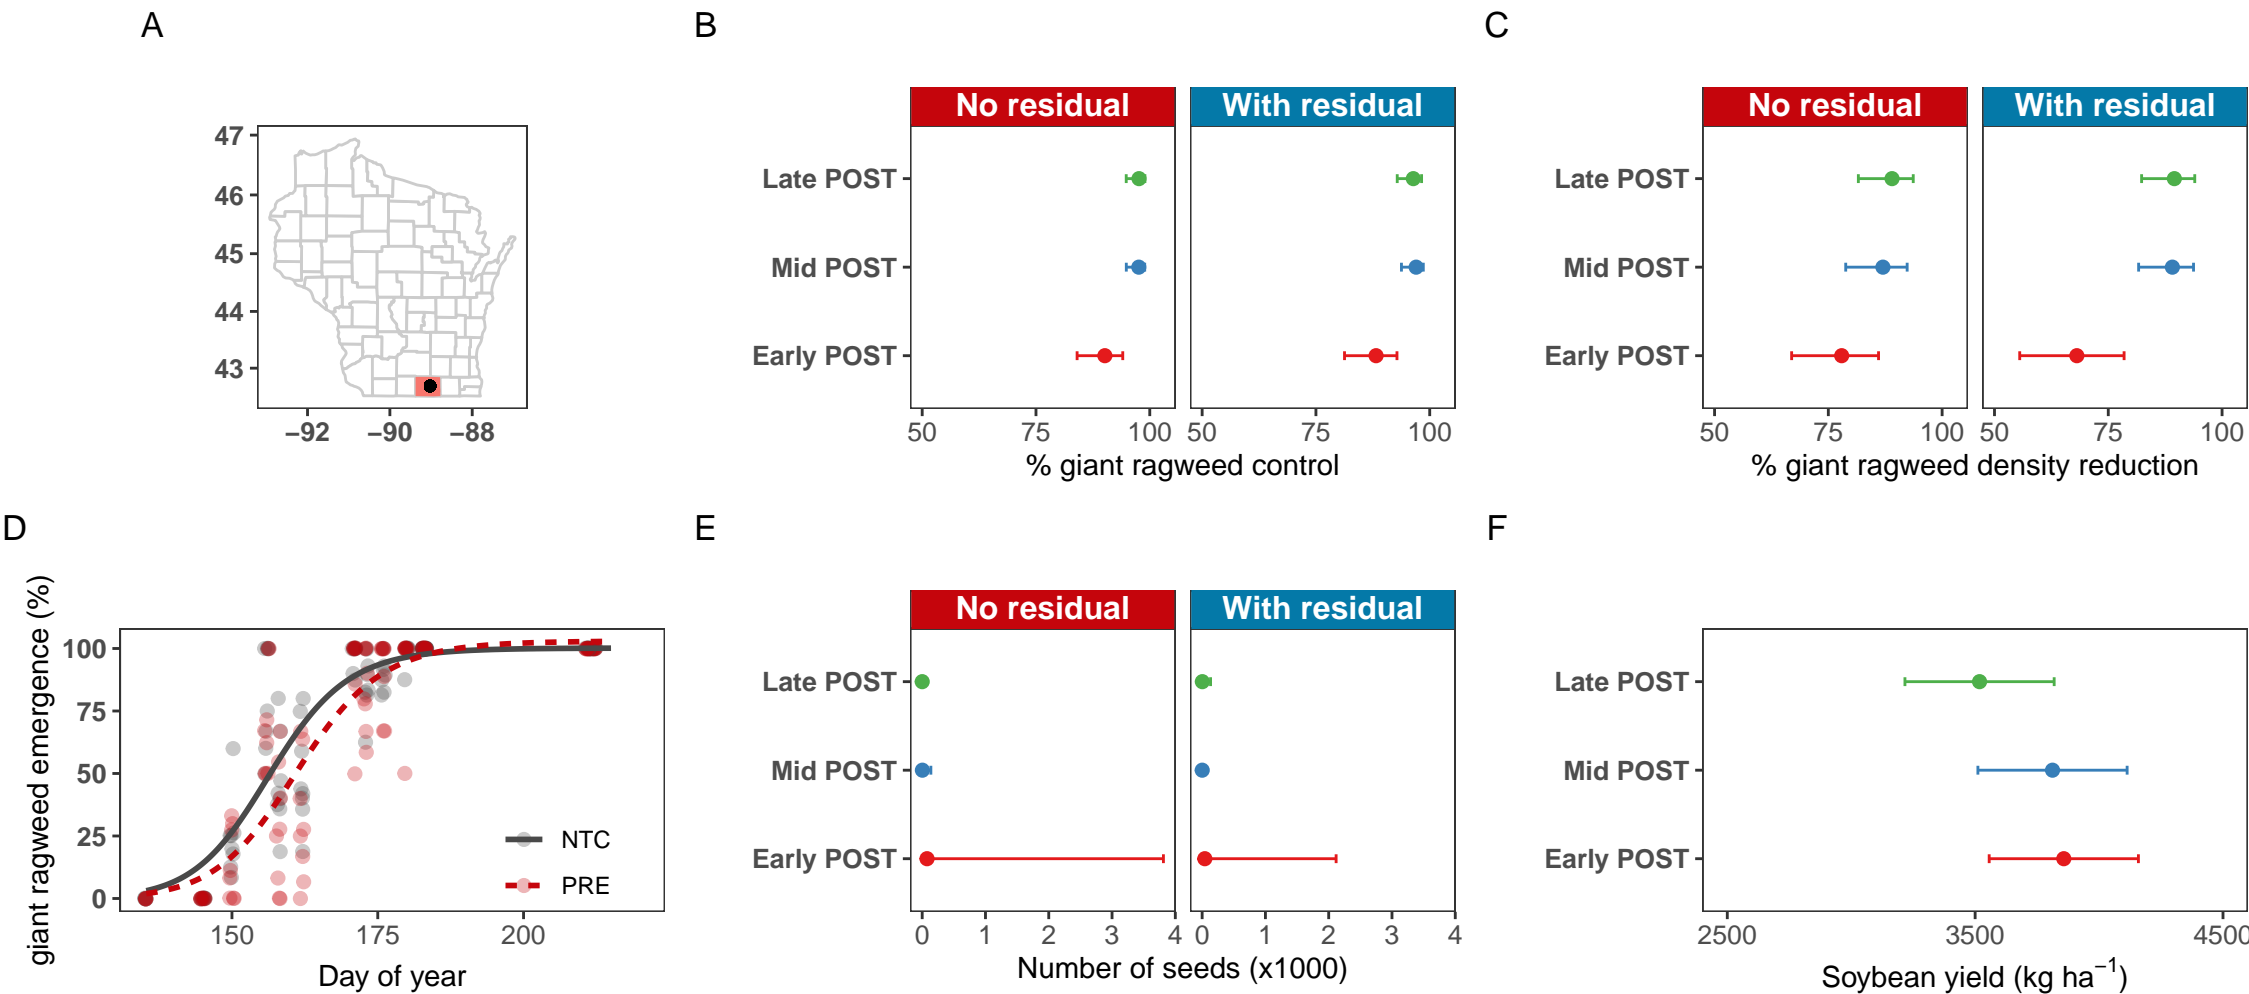 A
47
46
45
44
43
−92 −90 −88
B
No residual With residual
Late POST
Mid POST
Early POST
50 75 100 50 75 100
% giant ragweed control
C
No residual With residual
Late POST
Mid POST
Early POST
50 75 100 50 75 100
% giant ragweed density reduction
D
giant ragweed emergence (%)
100
75
50
25
0
NTC
PRE
150 175 200
Day of year
E
No residual With residual
Late POST
Mid POST
Early POST
0 1 2 3 4 0 1 2 3 4
Number of seeds (x1000)
F
Late POST
Mid POST
Early POST
2500 3500 4500
Soybean yield (kg ha⁻¹)